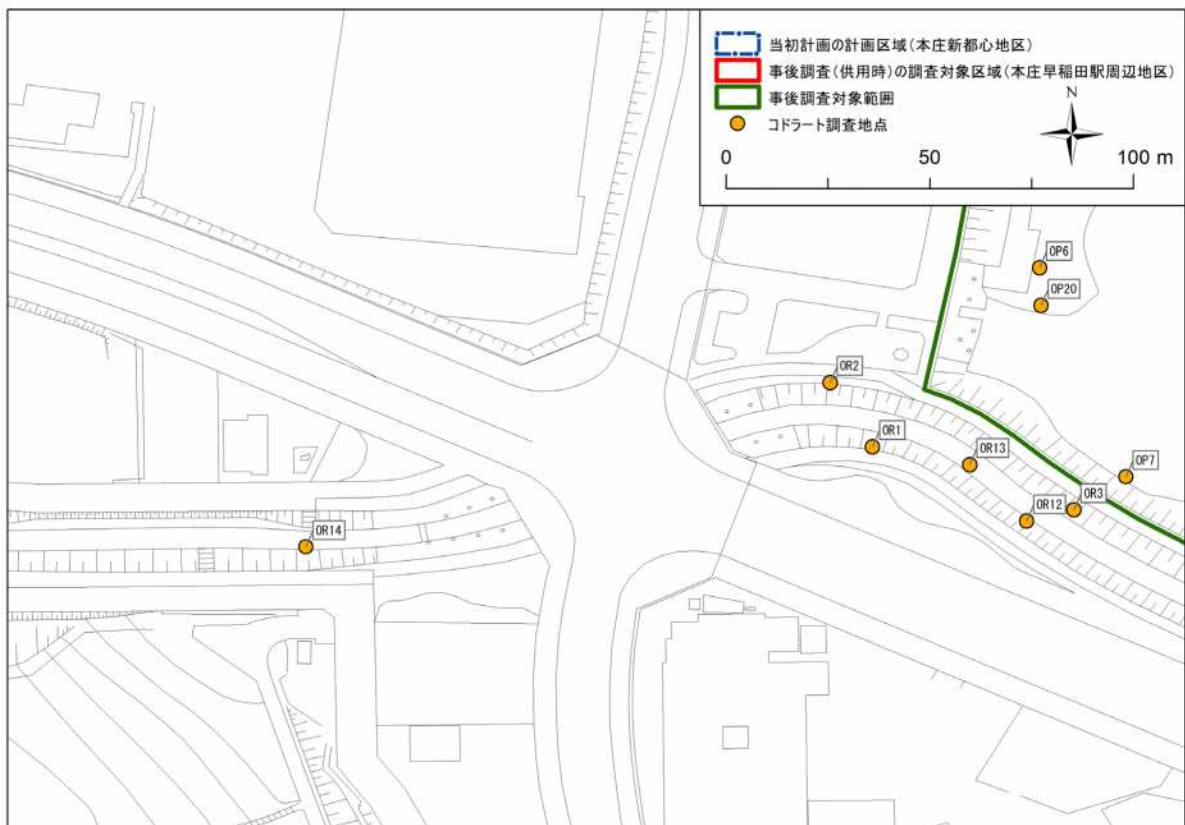 当初計画の計画区域(本庄新都心地区)
事後調査(供用時)の調査対象区域(本庄早稲田駅周辺地区)
事後調査対象範囲
コドラート調査地点
N
0 50 100 m
OP6
OP20
OR2
OR1
OR13
OP7
OR3
OR12
OR14